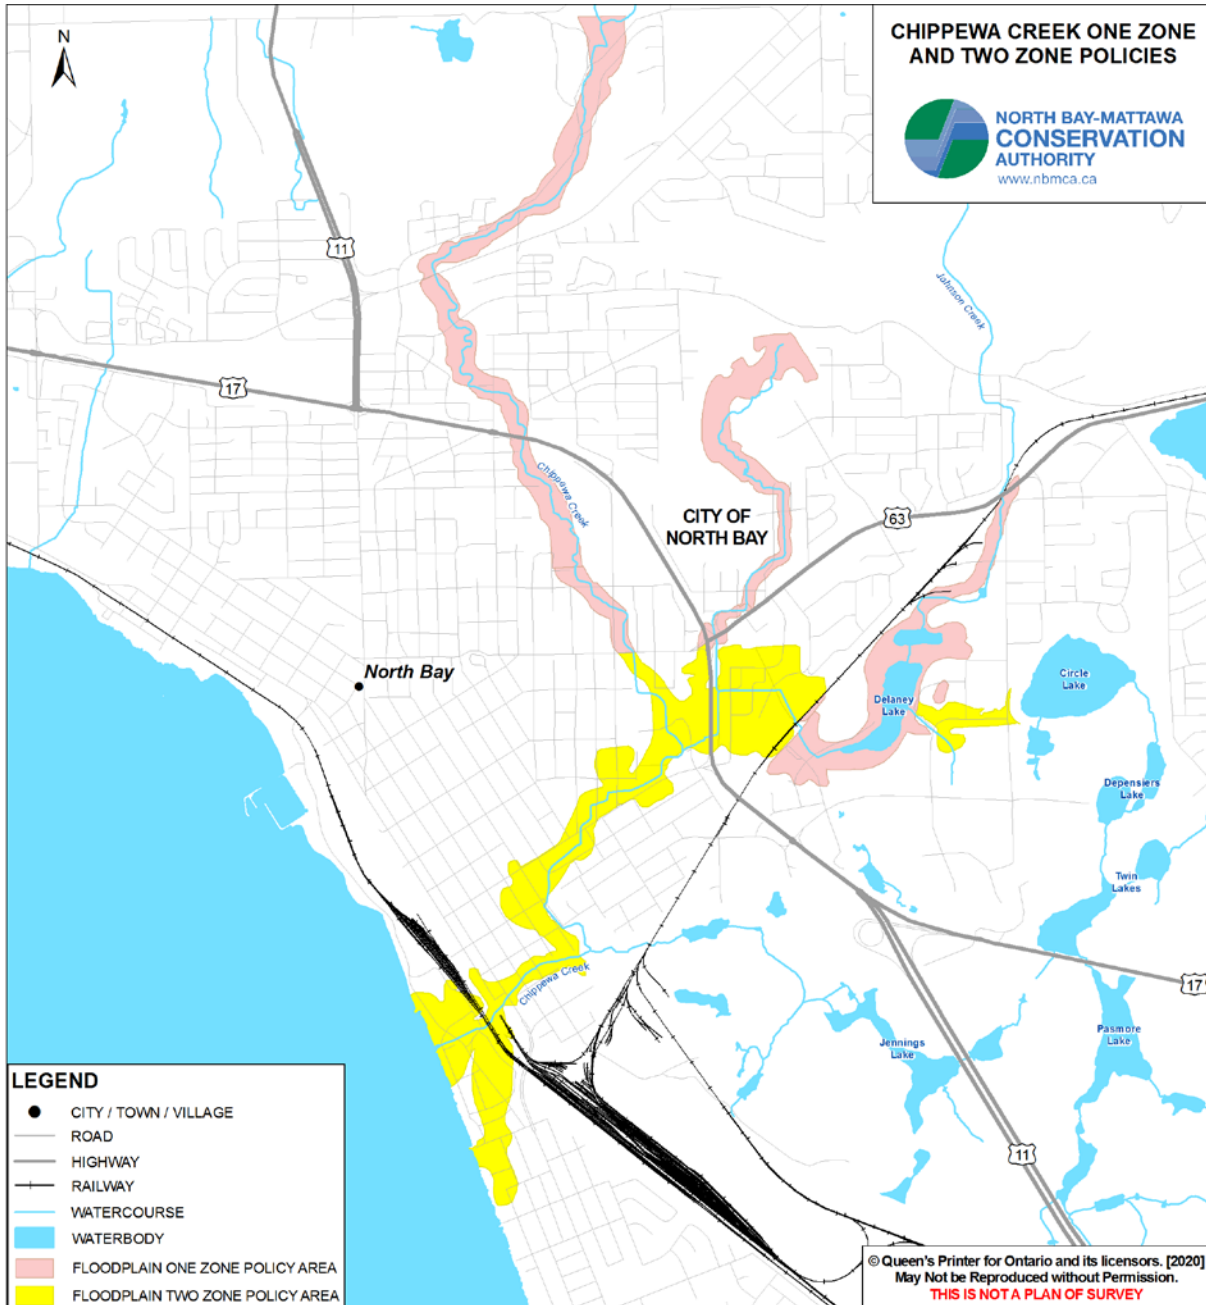 CHIPPEWA CREEK ONE ZONE
AND TWO ZONE POLICIES
NORTH BAY-MATTAWA
CONSERVATION
AUTHORITY
www.nbmca.ca
N
11
Johnson Creek
17
Chippewa Creek
CITY OF
NORTH BAY
63
North Bay
Delaney
Lake
Circle
Lake
Depensiers
Lake
Twin
Lakes
Chippewa Creek
17
Jennings
Lake
Pasmore
Lake
11
LEGEND
CITY / TOWN / VILLAGE
ROAD
HIGHWAY
RAILWAY
WATERCOURSE
WATERBODY
FLOODPLAIN ONE ZONE POLICY AREA
FLOODPLAIN TWO ZONE POLICY AREA
© Queen's Printer for Ontario and its licensors. [2020]
May Not be Reproduced without Permission.
THIS IS NOT A PLAN OF SURVEY